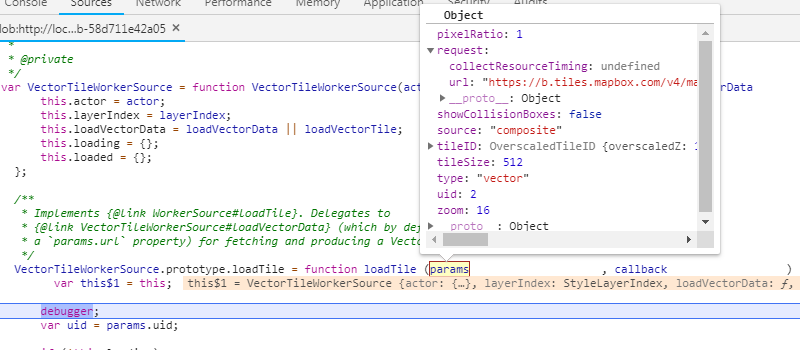 Console Sources Network Performance Memory Application Security Audits
lob:http://loc...b-58d711e42a05 ×
*
* @private
*/
var VectorTileWorkerSource = function VectorTileWorkerSource(act
rData
this.actor = actor;
this.layerIndex = layerIndex;
this.loadVectorData = loadVectorData || loadVectorTile;
this.loading = {};
this.loaded = {};
};
/**
* Implements {@link WorkerSource#loadTile}. Delegates to
* {@link VectorTileWorkerSource#loadVectorData} (which by def
* a `params.url` property) for fetching and producing a Vecto
*/
VectorTileWorkerSource.prototype.loadTile = function loadTile (params , callback )
var this$1 = this; this$1 = VectorTileWorkerSource {actor: {…}, layerIndex: StyleLayerIndex, loadVectorData: ƒ,
debugger;
var uid = params.uid;
Object
pixelRatio: 1
▼request:
collectResourceTiming: undefined
url: "https://b.tiles.mapbox.com/v4/ma
▶__proto__: Object
showCollisionBoxes: false
source: "composite"
▶tileID: OverscaledTileID {overscaledZ: 1
tileSize: 512
type: "vector"
uid: 2
zoom: 16
▶__proto__: Object